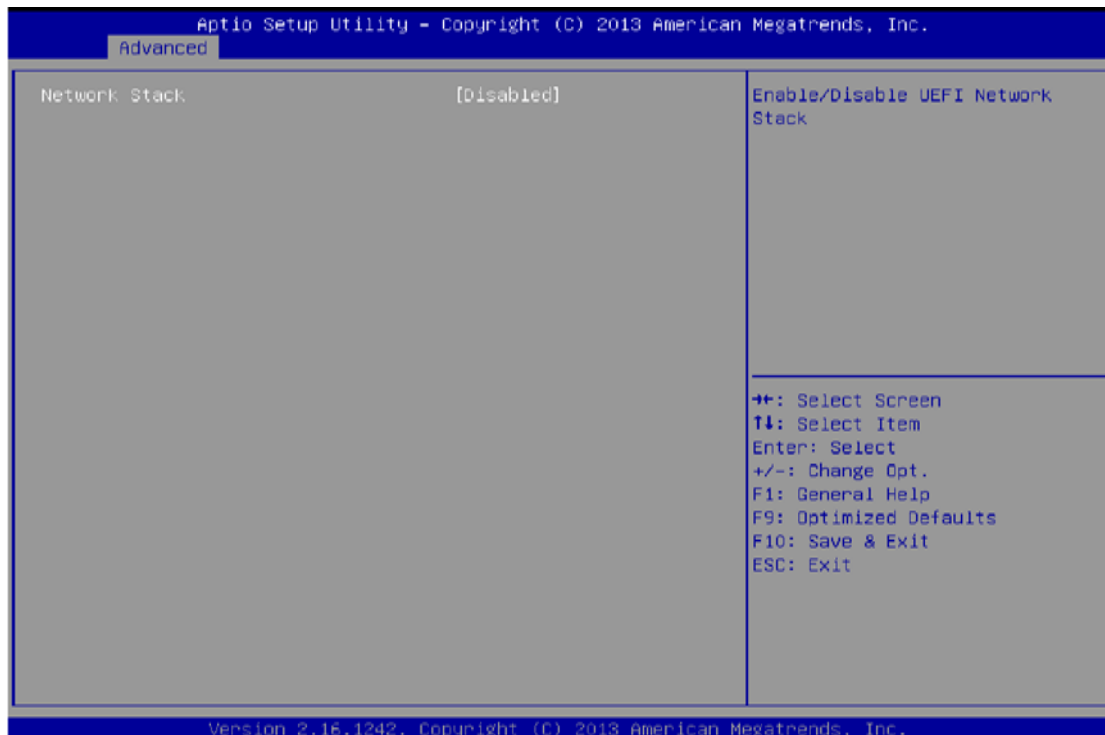 Aptio Setup Utility – Copyright (C) 2013 American Megatrends, Inc.
Advanced
Network Stack [Disabled]
Enable/Disable UEFI Network
Stack
→←: Select Screen
↑↓: Select Item
Enter: Select
+/-: Change Opt.
F1: General Help
F9: Optimized Defaults
F10: Save & Exit
ESC: Exit
Version 2.16.1242. Copyright (C) 2013 American Megatrends, Inc.